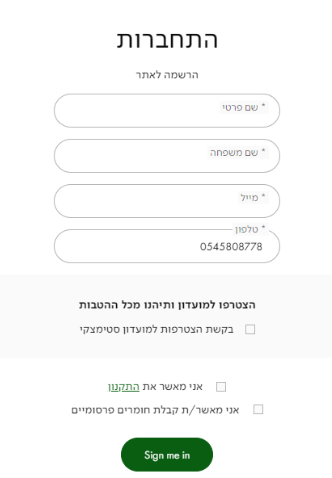 התחברות
הרשמה לאתר
* שם פרטי
* שם משפחה
* מייל
* טלפון
0545808778
הצטרפו למועדון ותיהנו מכל ההטבות
בקשת הצטרפות למועדון סטימצקי
אני מאשר את התקנון
אני מאשר/ת קבלת חומרים פרסומיים
Sign me in